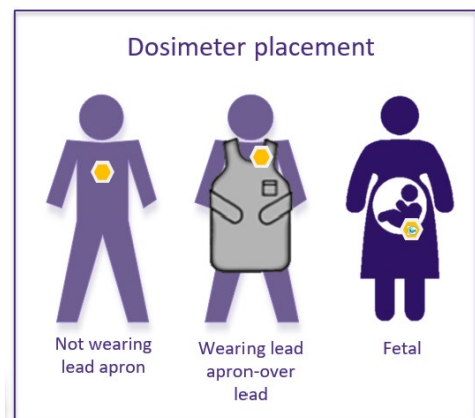 Dosimeter placement
Not wearing
lead apron
Wearing lead
apron-over
lead
Fetal